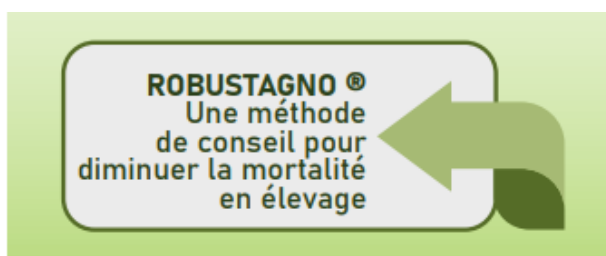 ROBUSTAGNO ®
Une méthode
de conseil pour
diminuer la mortalité
en élevage